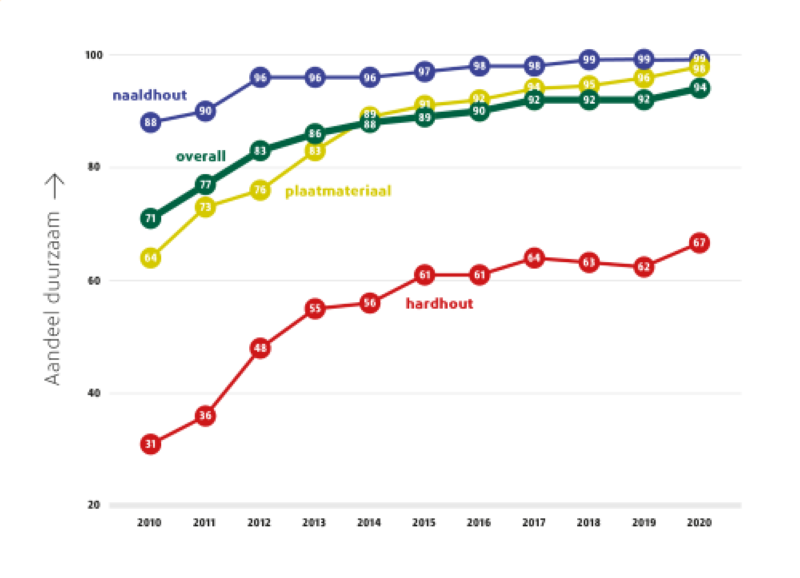 100
99 99 99
98 98 98
97 96
96 96 96 95
94 94
naaldhout
90 91 92 92 92 92
88 89 88 89 90
overall
86
83 83
80
77
plaatmateriaal
76
73
71
64
Aandeel duurzaam
67
64 63 62
60
61 61
hardhout
55 56
48
40
36
31
20
2010 2011 2012 2013 2014 2015 2016 2017 2018 2019 2020